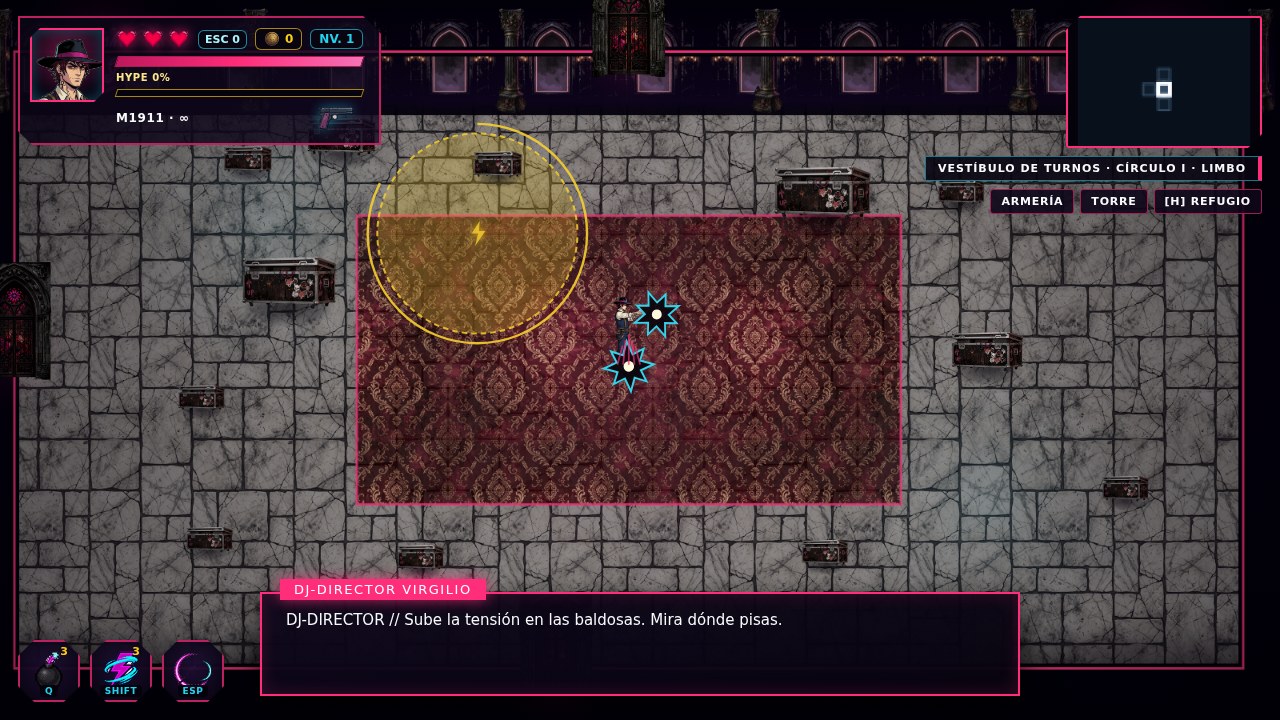 ESC 0
0
NV. 1
HYPE 0%
M1911 · ∞
VESTÍBULO DE TURNOS · CÍRCULO I · LIMBO
ARMERÍA
TORRE
[H] REFUGIO
DJ-DIRECTOR VIRGILIO
DJ-DIRECTOR // Sube la tensión en las baldosas. Mira dónde pisas.
3
Q
3
SHIFT
ESP